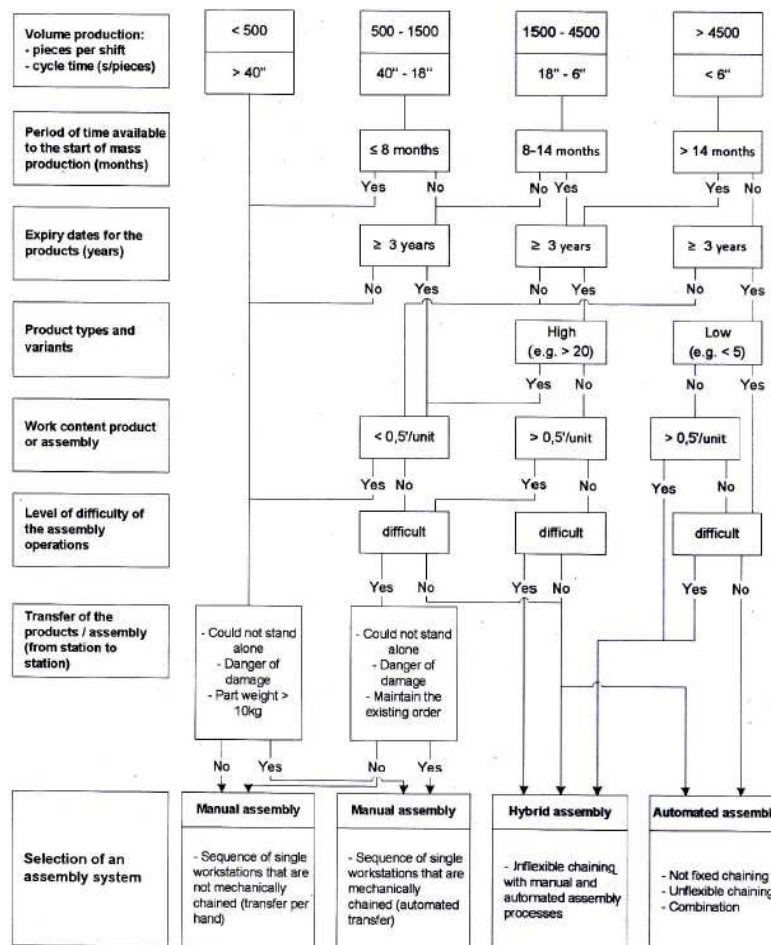 Volume production:
- pieces per shift
- cycle time (s/pieces)
< 500
> 40"
500 - 1500
40" - 18"
1500 - 4500
18" - 6"
> 4500
< 6"
Period of time available
to the start of mass
production (months)
≤ 8 months
8–14 months
> 14 months
Yes
No
No
Yes
Yes
No
Expiry dates for the
products (years)
≥ 3 years
≥ 3 years
≥ 3 years
No
Yes
No
Yes
No
Yes
Product types and
variants
High
(e.g. > 20)
Low
(e.g. < 5)
Yes
No
No
Yes
Work content product
or assembly
< 0,5'/unit
> 0,5'/unit
> 0,5'/unit
Yes
No
Yes
No
Yes
No
Level of difficulty of
the assembly
operations
difficult
difficult
difficult
Yes
No
Yes
No
Yes
No
Transfer of the
products / assembly
(from station to
station)
- Could not stand
alone
- Danger of
damage
- Part weight >
10kg
- Could not stand
alone
- Danger of
damage
- Maintain the
existing order
No
Yes
No
Yes
Selection of an
assembly system
Manual assembly
- Sequence of single
workstations that are
not mechanically
chained (transfer per
hand)
Manual assembly
- Sequence of single
workstations that are
mechanically
chained (automated
transfer)
Hybrid assembly
- Unflexible chaining
with manual and
automated assembly
processes
Automated assembl
- Not fixed chaining
- Unflexible chaining
- Combination